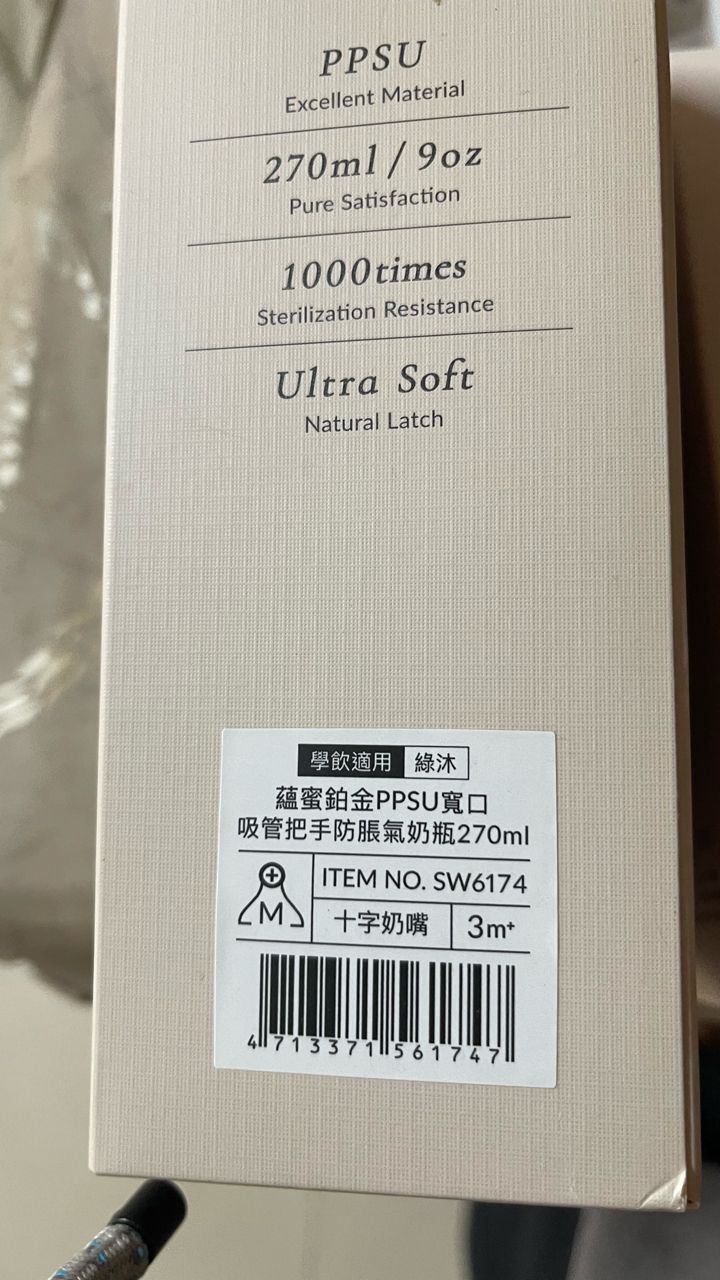 PPSU
Excellent Material
270ml / 9oz
Pure Satisfaction
1000times
Sterilization Resistance
Ultra Soft
Natural Latch
學飲適用 綠沐
蘊蜜鉑金PPSU寬口
吸管把手防脹氣奶瓶270ml
ITEM NO. SW6174
M 十字奶嘴 3m+
4 713371 561747